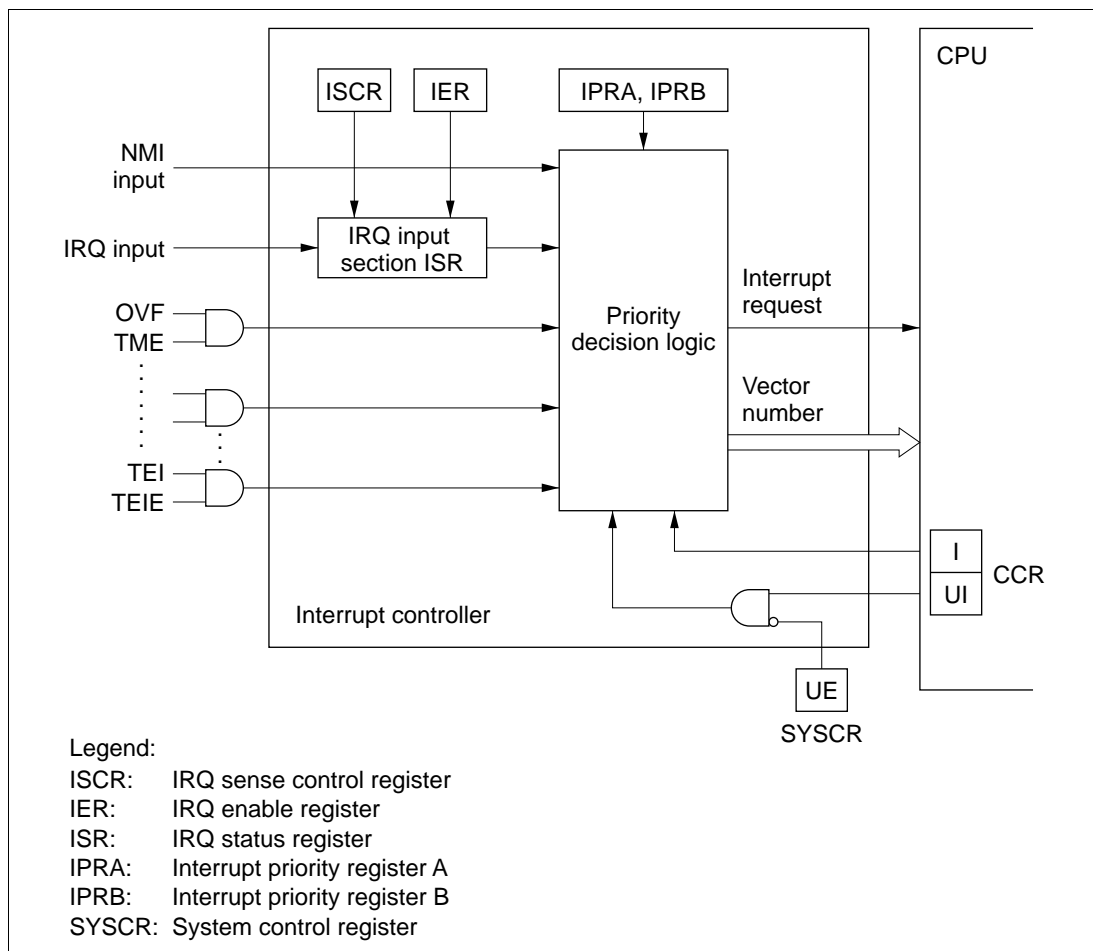 CPU
ISCR
IER
IPRA, IPRB
NMI
input
IRQ input
IRQ input
section ISR
OVF
TME
TEI
TEIE
Priority
decision logic
Interrupt
request
Vector
number
I
UI
CCR
Interrupt controller
UE
SYSCR
Legend:
ISCR: IRQ sense control register
IER: IRQ enable register
ISR: IRQ status register
IPRA: Interrupt priority register A
IPRB: Interrupt priority register B
SYSCR: System control register